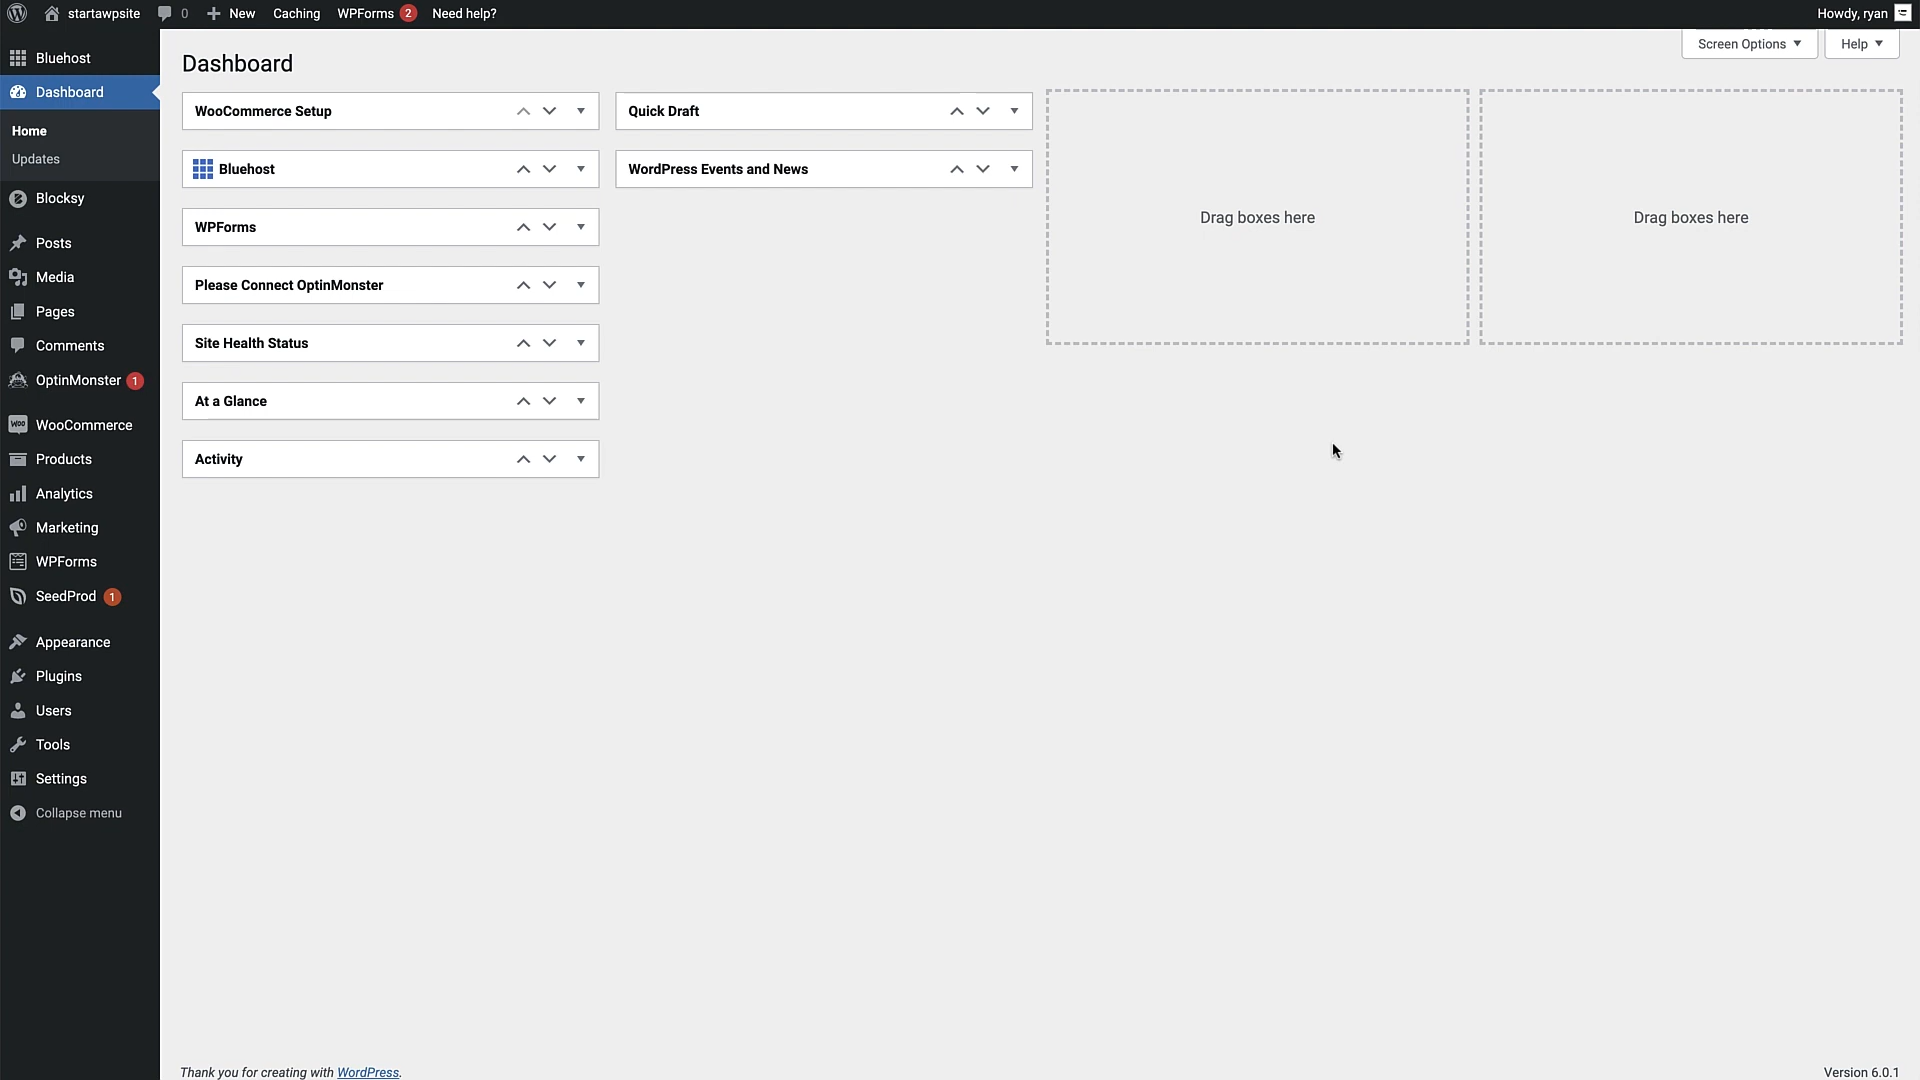 startawpsite 0 New Caching WPForms 2 Need help?
Howdy, ryan
Bluehost
Dashboard
Home
Updates
Blocksy
Posts
Media
Pages
Comments
OptinMonster 1
WOO WooCommerce
Products
Analytics
Marketing
WPForms
SeedProd 1
Appearance
Plugins
Users
Tools
Settings
Collapse menu
Screen Options
Help
Dashboard
WooCommerce Setup
Bluehost
WPForms
Please Connect OptinMonster
Site Health Status
At a Glance
Activity
Quick Draft
WordPress Events and News
Drag boxes here
Drag boxes here
Thank you for creating with WordPress.
Version 6.0.1